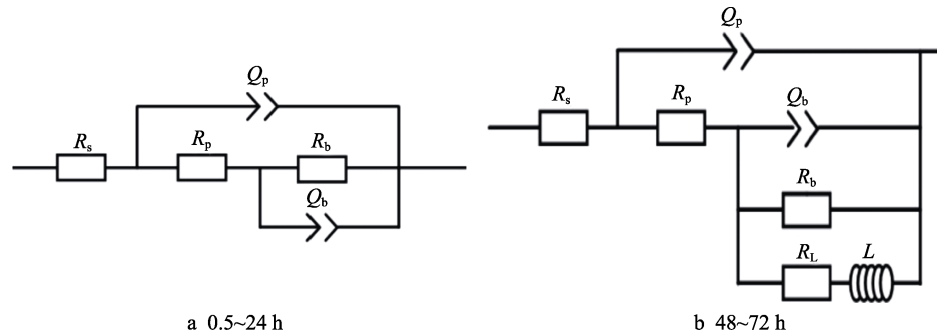 Qp
Rs
Rp
Rb
Qb
a 0.5~24 h
Qp
Rs
Rp
Qb
Rb
RL
L
b 48~72 h